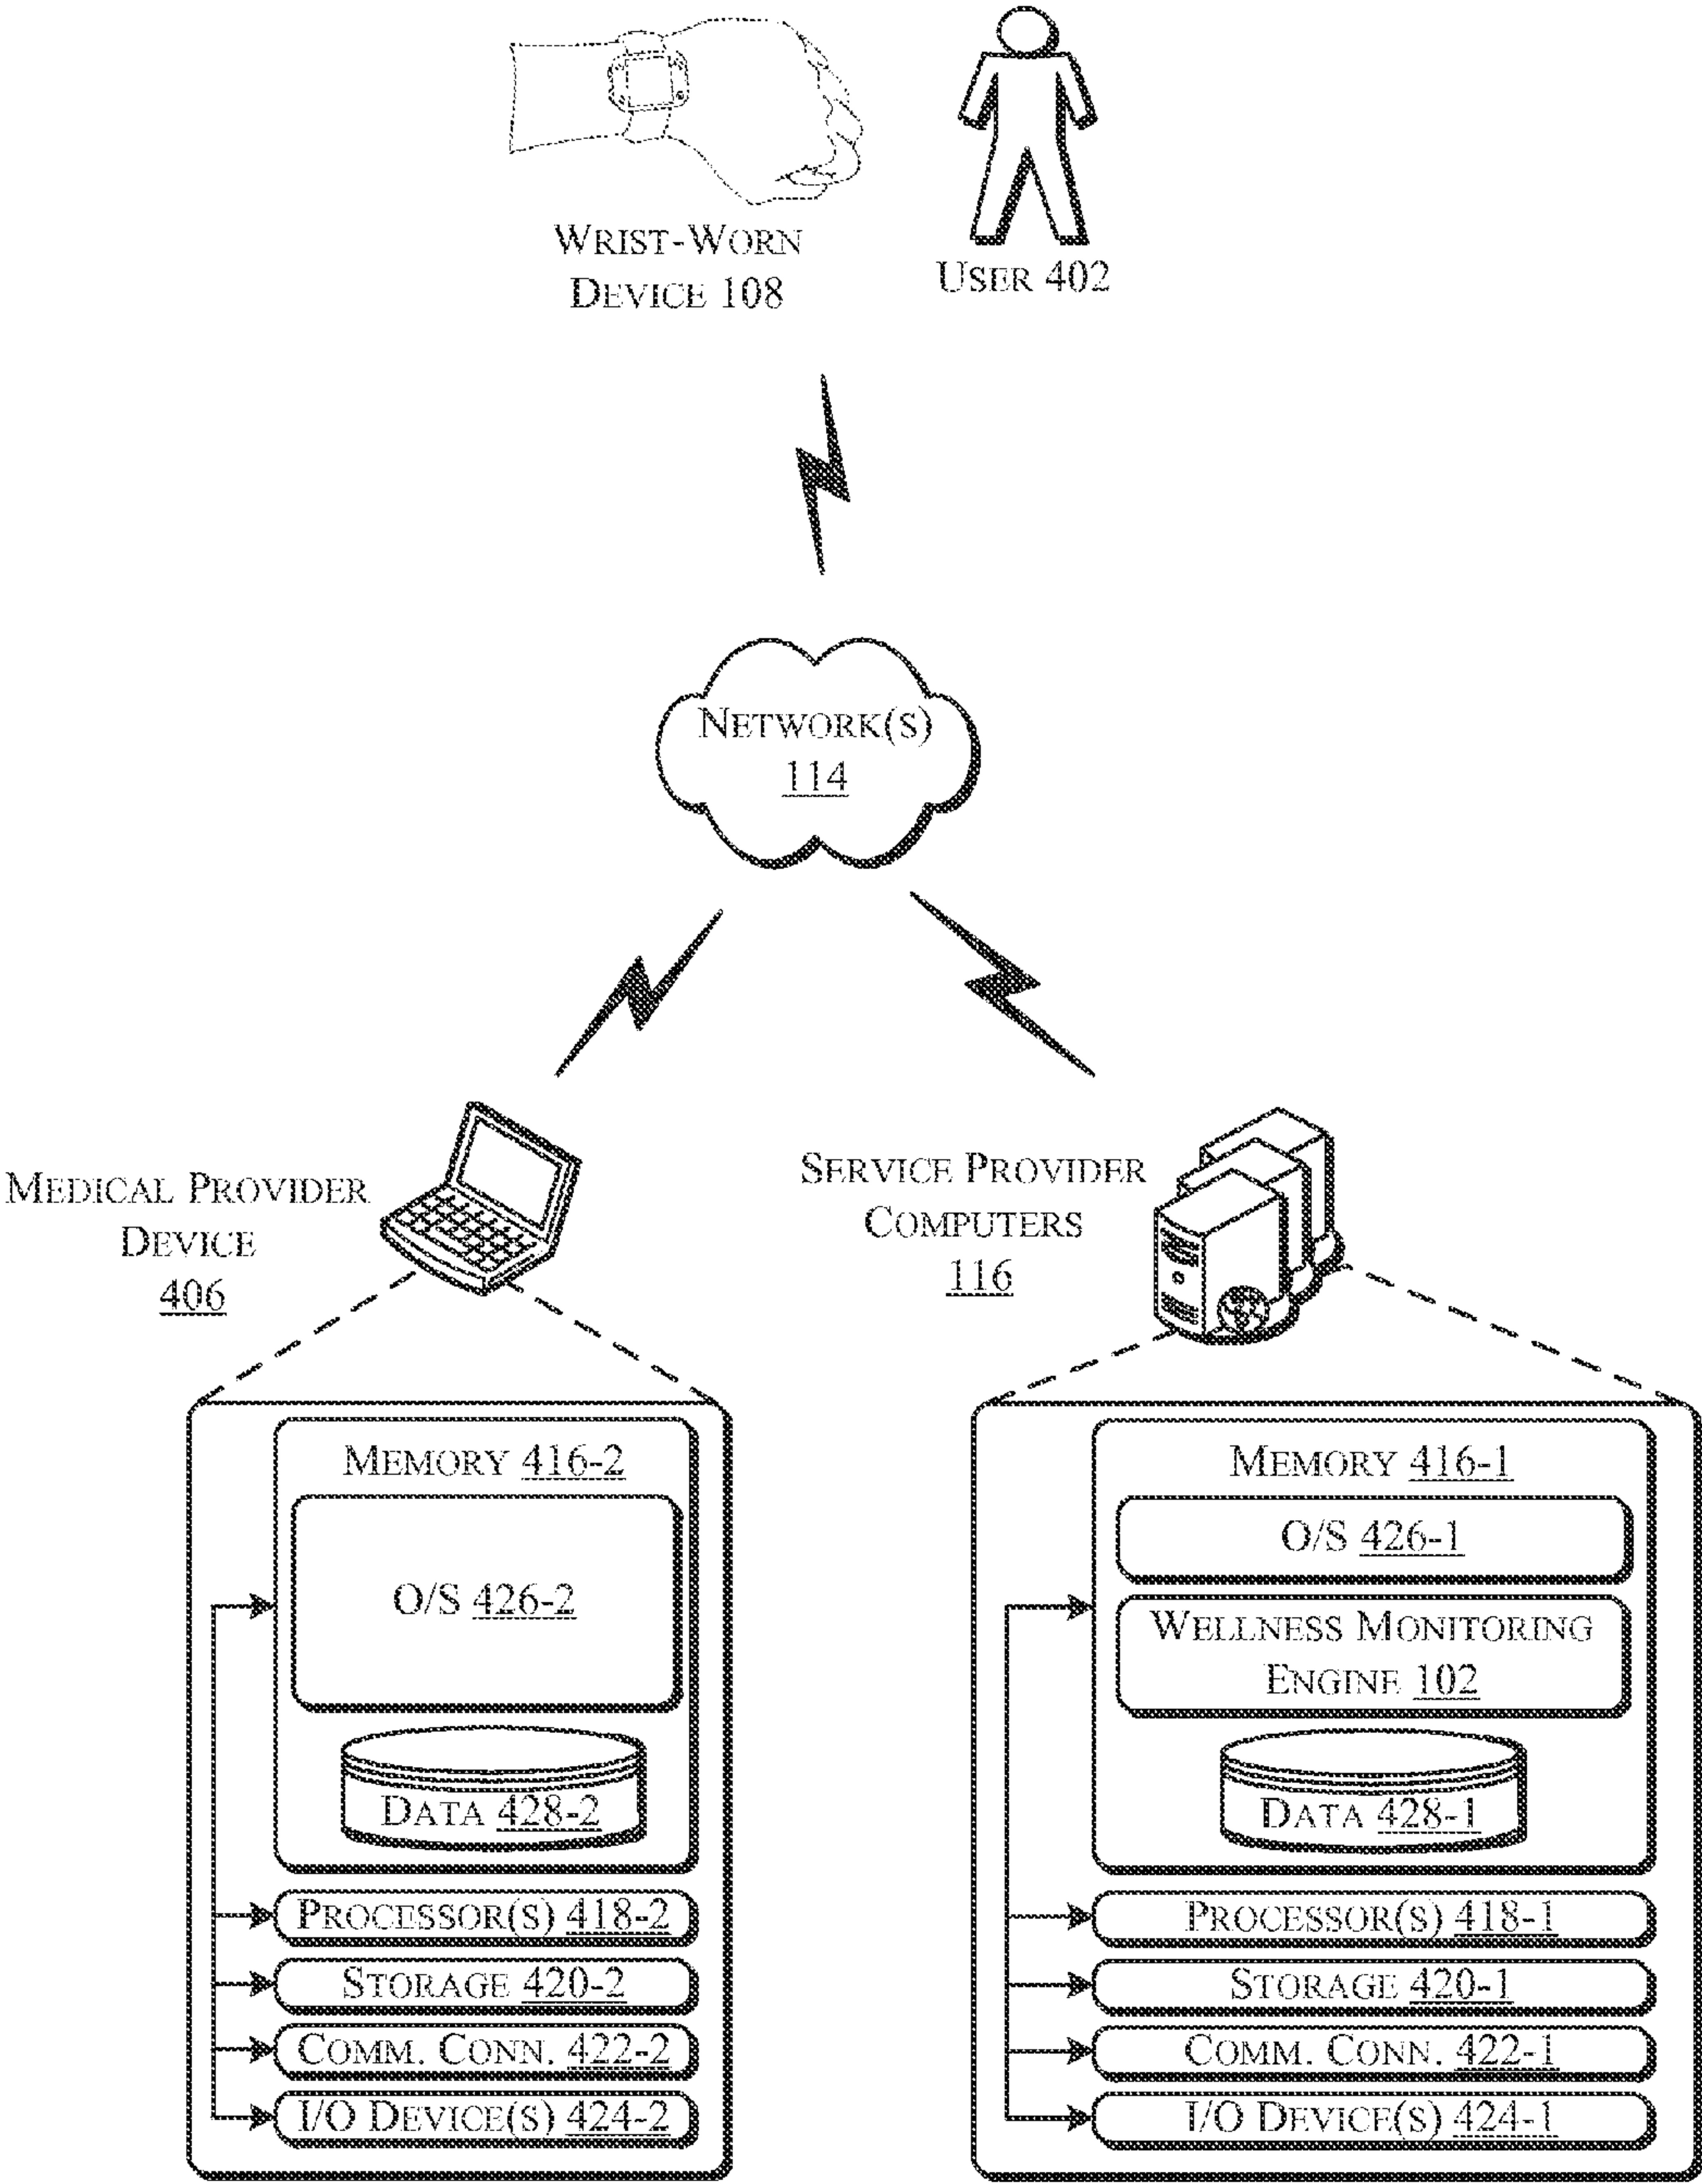 WRIST-WORN
DEVICE 108
USER 402
NETWORK(S)
114
MEDICAL PROVIDER
DEVICE
406
SERVICE PROVIDER
COMPUTERS
116
MEMORY 416-2
O/S 426-2
DATA 428-2
PROCESSOR(S) 418-2
STORAGE 420-2
COMM. CONN. 422-2
I/O DEVICE(S) 424-2
MEMORY 416-1
O/S 426-1
WELLNESS MONITORING
ENGINE 102
DATA 428-1
PROCESSOR(S) 418-1
STORAGE 420-1
COMM. CONN. 422-1
I/O DEVICE(S) 424-1